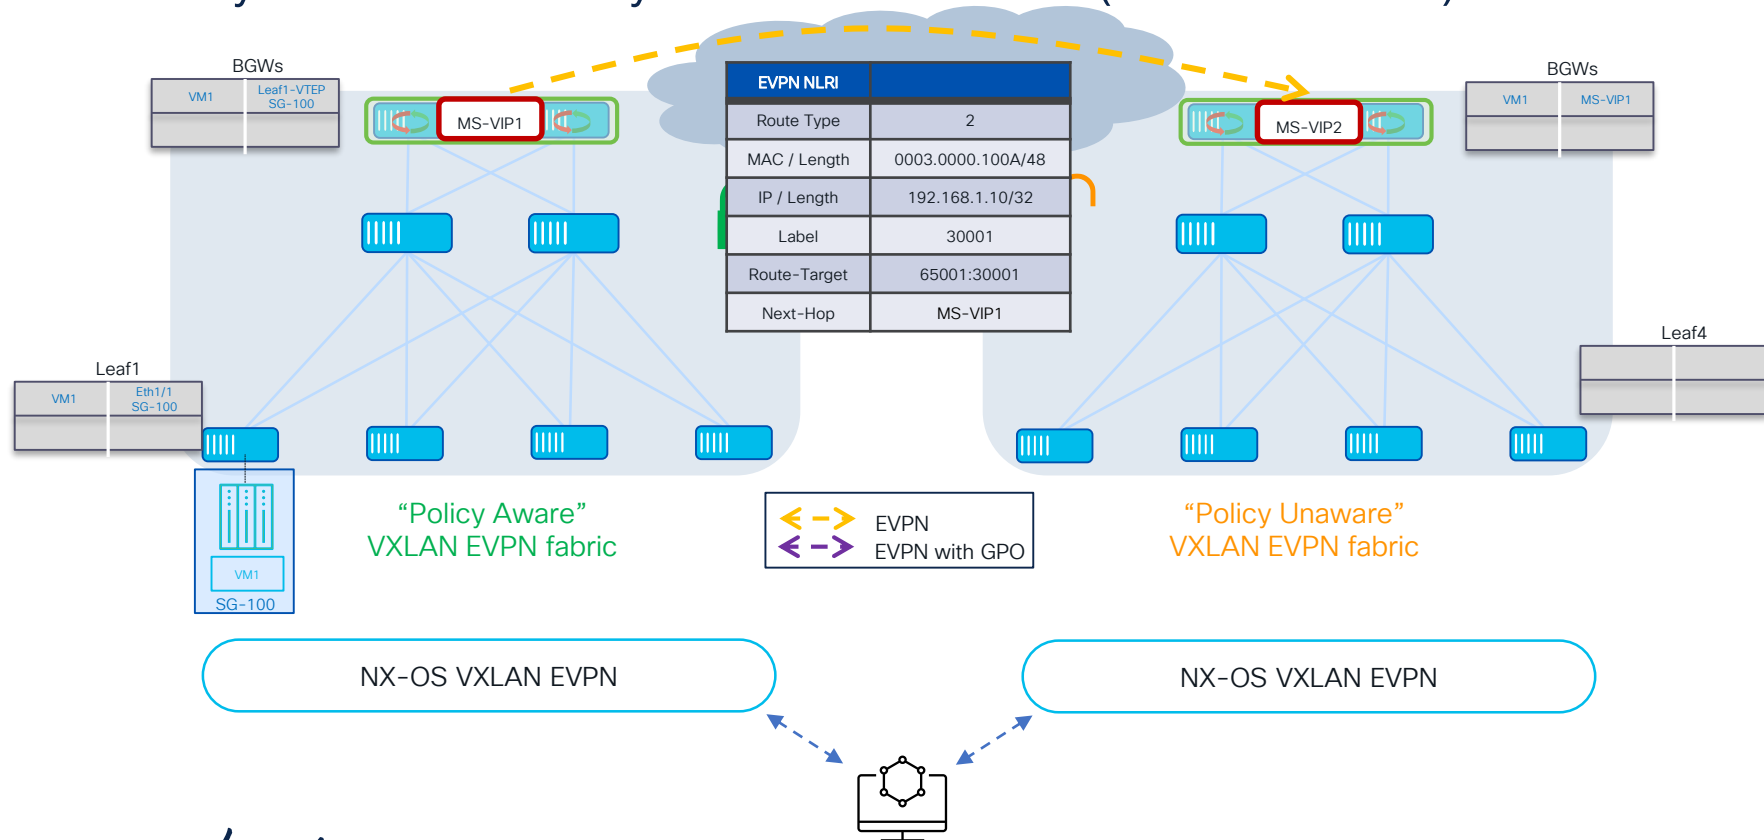 BGWs
VM1
Leaf1-VTEP
SG-100
MS-VIP1
EVPN NLRI
Route Type 2
MAC / Length 0003.0000.100A/48
IP / Length 192.168.1.10/32
Label 30001
Route-Target 65001:30001
Next-Hop MS-VIP1
BGWs
VM1
MS-VIP1
MS-VIP2
Leaf1
VM1
Eth1/1
SG-100
Leaf4
VM1
SG-100
“Policy Aware”
VXLAN EVPN fabric
EVPN
EVPN with GPO
“Policy Unaware”
VXLAN EVPN fabric
NX-OS VXLAN EVPN
NX-OS VXLAN EVPN